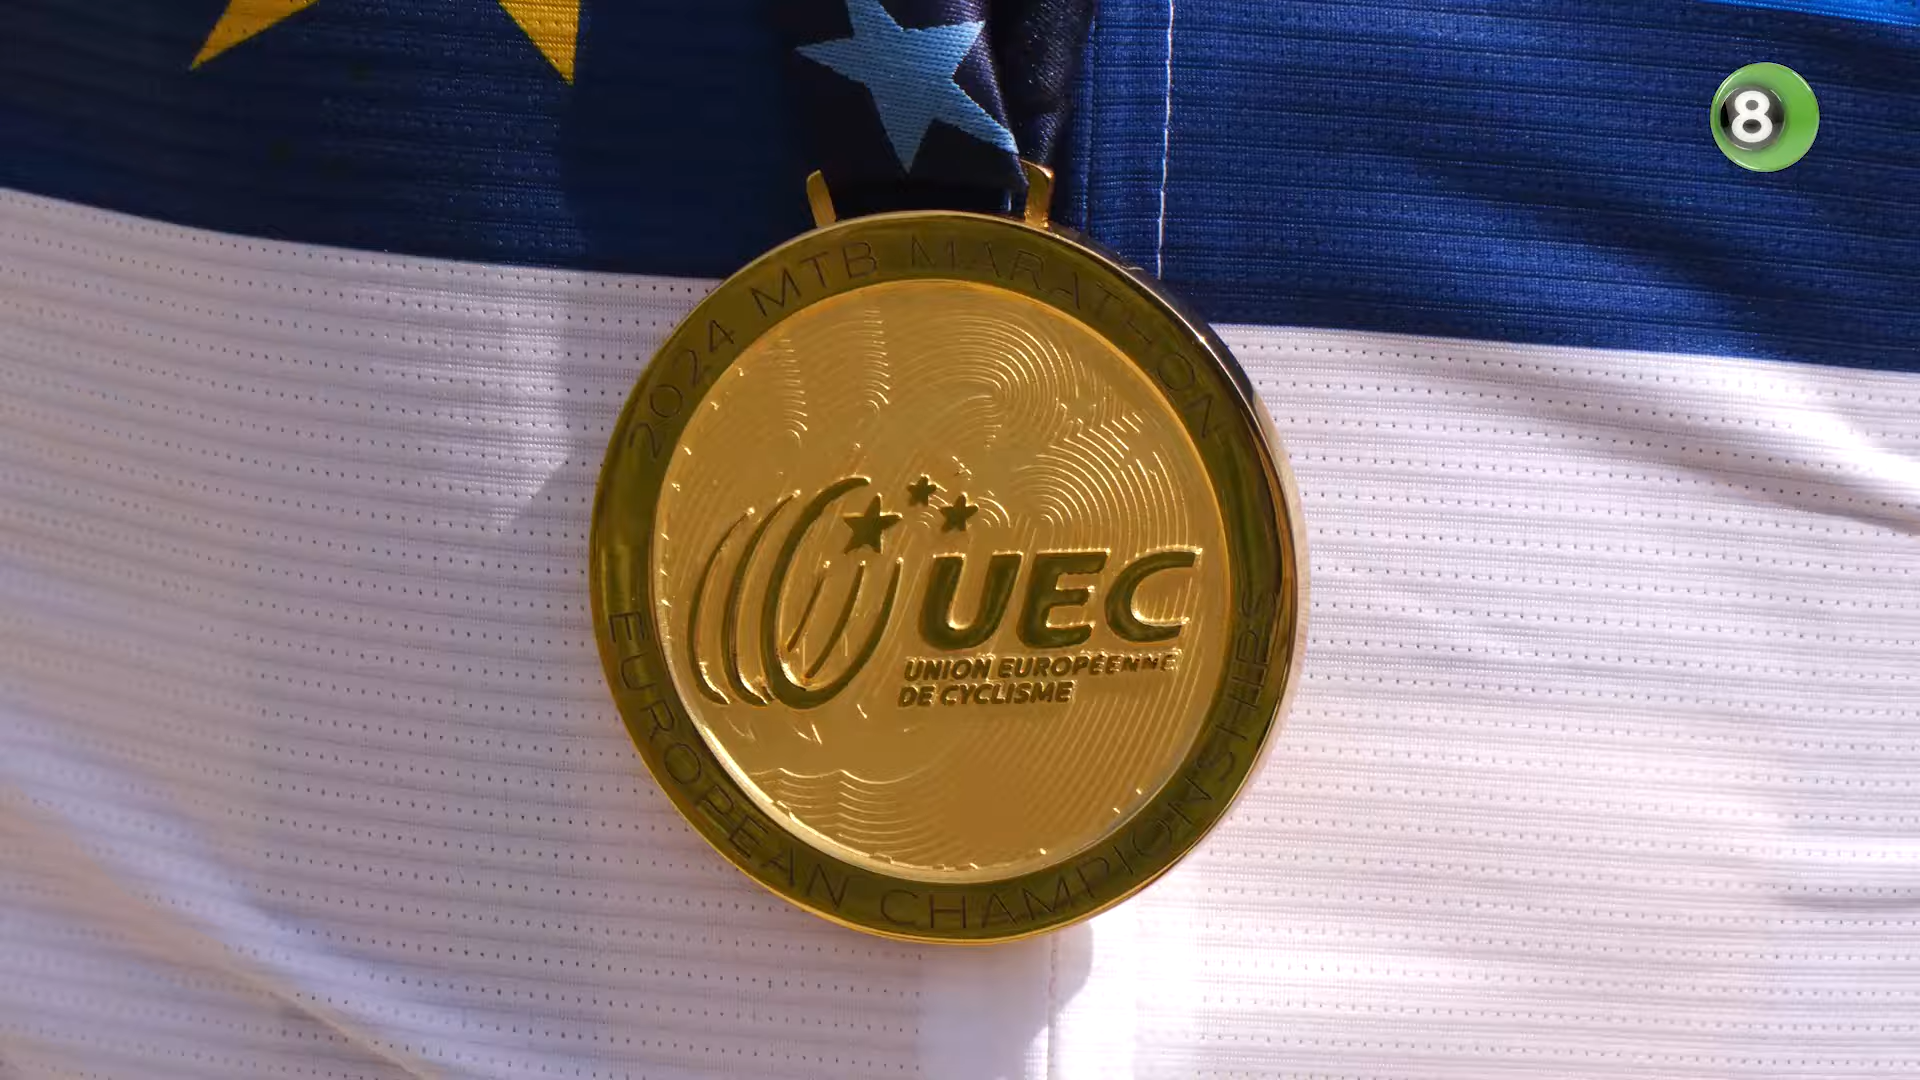 8
2024 MTB MARATHON
UEC
UNION EUROPÉENNE
DE CYCLISME
EUROPEAN CHAMPIONSHIPS